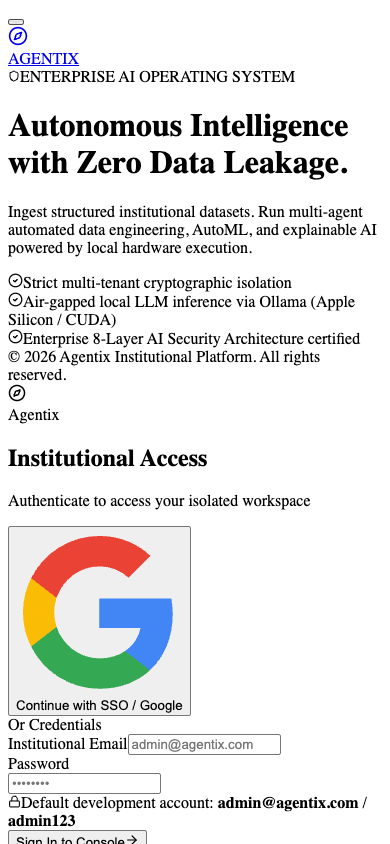 AGENTIX
ENTERPRISE AI OPERATING SYSTEM
Autonomous Intelligence
with Zero Data Leakage.
Ingest structured institutional datasets. Run multi-agent
automated data engineering, AutoML, and explainable AI
powered by local hardware execution.
Strict multi-tenant cryptographic isolation
Air-gapped local LLM inference via Ollama (Apple
Silicon / CUDA)
Enterprise 8-Layer AI Security Architecture certified
© 2026 Agentix Institutional Platform. All rights
reserved.
Agentix
Institutional Access
Authenticate to access your isolated workspace
Continue with SSO / Google
Or Credentials
Institutional Email admin@agentix.com
Password
••••••••
Default development account: admin@agentix.com /
admin123
Sign In to Console